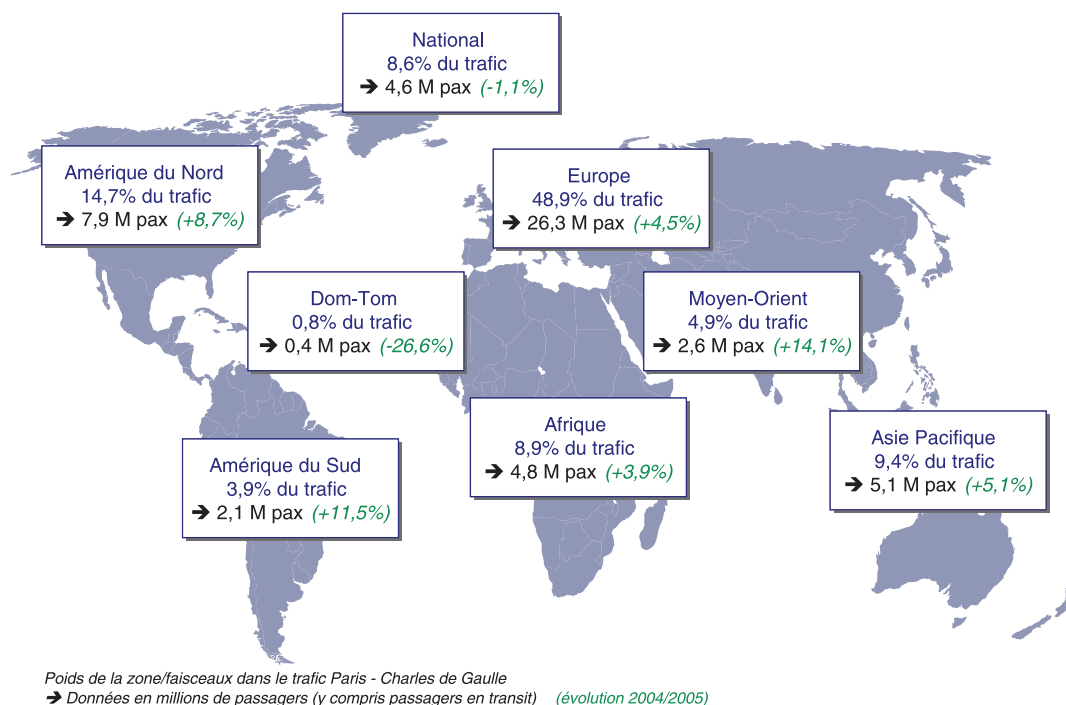 National
8,6% du trafic
➔ 4,6 M pax (-1,1%)
Amérique du Nord
14,7% du trafic
➔ 7,9 M pax (+8,7%)
Europe
48,9% du trafic
➔ 26,3 M pax (+4,5%)
Dom-Tom
0,8% du trafic
➔ 0,4 M pax (-26,6%)
Moyen-Orient
4,9% du trafic
➔ 2,6 M pax (+14,1%)
Amérique du Sud
3,9% du trafic
➔ 2,1 M pax (+11,5%)
Afrique
8,9% du trafic
➔ 4,8 M pax (+3,9%)
Asie Pacifique
9,4% du trafic
➔ 5,1 M pax (+5,1%)
Poids de la zone/faisceaux dans le trafic Paris - Charles de Gaulle
➔ Données en millions de passagers (y compris passagers en transit) (évolution 2004/2005)